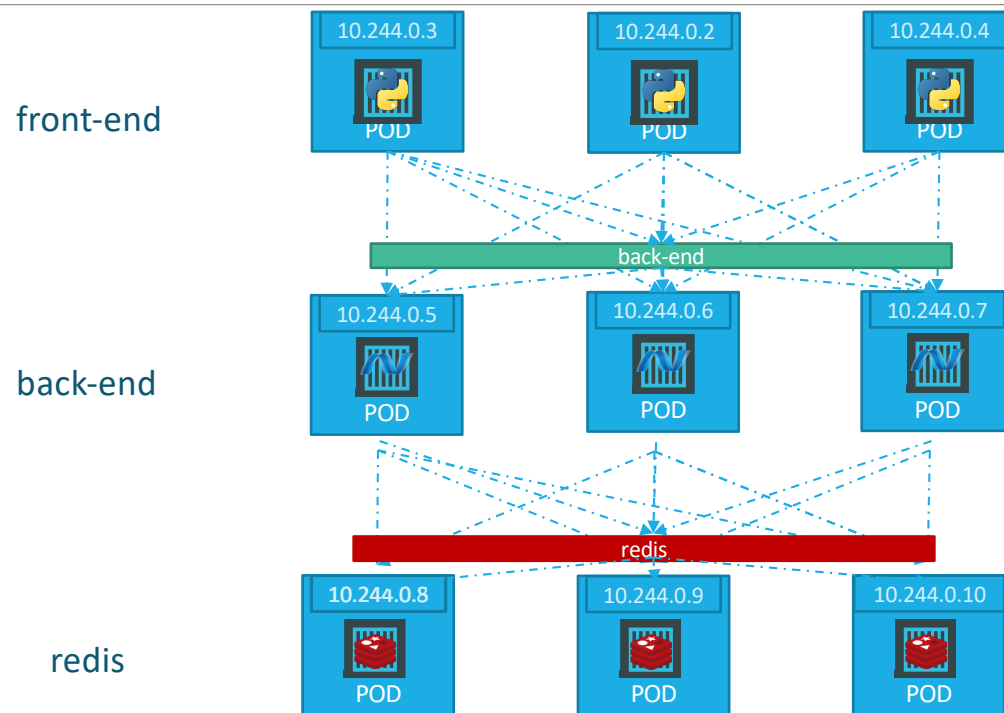 10.244.0.3
10.244.0.2
10.244.0.4
front-end
POD
POD
POD
back-end
10.244.0.5
10.244.0.6
10.244.0.7
back-end
POD
POD
POD
redis
10.244.0.8
10.244.0.9
10.244.0.10
redis
POD
POD
POD